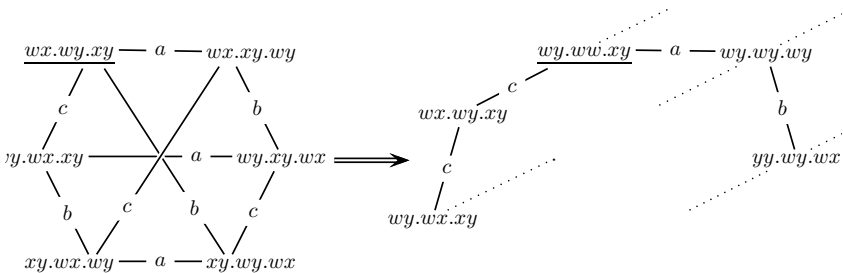 wx.wy.xy a wx.xy.wy wy.ww.xy a wy.wy.wy
c b c b
wx.wy.xy
y.wx.xy a wy.xy.wx yy.wy.wx
c
b c b c
wy.wx.xy
xy.wx.wy a xy.wy.wx